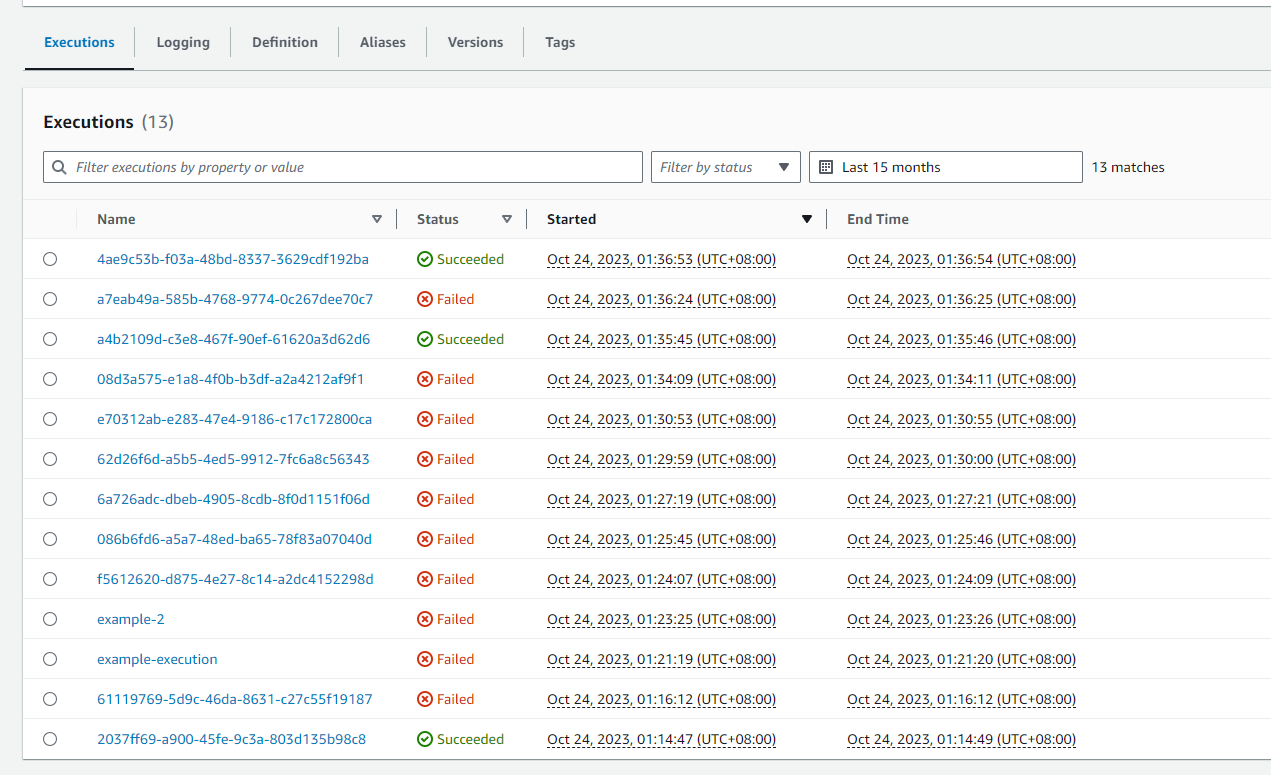 Executions Logging Definition Aliases Versions Tags
Executions (13)
Filter executions by property or value Filter by status Last 15 months 13 matches
Name Status Started End Time
4ae9c53b-f03a-48bd-8337-3629cdf192ba Succeeded Oct 24, 2023, 01:36:53 (UTC+08:00) Oct 24, 2023, 01:36:54 (UTC+08:00)
a7eab49a-585b-4768-9774-0c267dee70c7 Failed Oct 24, 2023, 01:36:24 (UTC+08:00) Oct 24, 2023, 01:36:25 (UTC+08:00)
a4b2109d-c3e8-467f-90ef-61620a3d62d6 Succeeded Oct 24, 2023, 01:35:45 (UTC+08:00) Oct 24, 2023, 01:35:46 (UTC+08:00)
08d3a575-e1a8-4f0b-b3df-a2a4212af9f1 Failed Oct 24, 2023, 01:34:09 (UTC+08:00) Oct 24, 2023, 01:34:11 (UTC+08:00)
e70312ab-e283-47e4-9186-c17c172800ca Failed Oct 24, 2023, 01:30:53 (UTC+08:00) Oct 24, 2023, 01:30:55 (UTC+08:00)
62d26f6d-a5b5-4ed5-9912-7fc6a8c56343 Failed Oct 24, 2023, 01:29:59 (UTC+08:00) Oct 24, 2023, 01:30:00 (UTC+08:00)
6a726adc-dbeb-4905-8cdb-8f0d1151f06d Failed Oct 24, 2023, 01:27:19 (UTC+08:00) Oct 24, 2023, 01:27:21 (UTC+08:00)
086b6fd6-a5a7-48ed-ba65-78f83a07040d Failed Oct 24, 2023, 01:25:45 (UTC+08:00) Oct 24, 2023, 01:25:46 (UTC+08:00)
f5612620-d875-4e27-8c14-a2dc4152298d Failed Oct 24, 2023, 01:24:07 (UTC+08:00) Oct 24, 2023, 01:24:09 (UTC+08:00)
example-2 Failed Oct 24, 2023, 01:23:25 (UTC+08:00) Oct 24, 2023, 01:23:26 (UTC+08:00)
example-execution Failed Oct 24, 2023, 01:21:19 (UTC+08:00) Oct 24, 2023, 01:21:20 (UTC+08:00)
61119769-5d9c-46da-8631-c27c55f19187 Failed Oct 24, 2023, 01:16:12 (UTC+08:00) Oct 24, 2023, 01:16:12 (UTC+08:00)
2037ff69-a900-45fe-9c3a-803d135b98c8 Succeeded Oct 24, 2023, 01:14:47 (UTC+08:00) Oct 24, 2023, 01:14:49 (UTC+08:00)